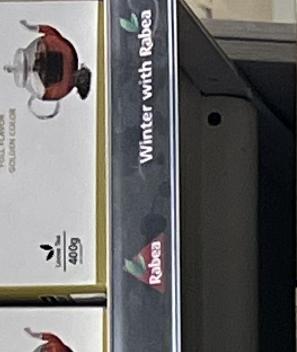 FULL FLAVOR
GOLDEN COLOR
Loose Tea
400g
Winter with Rabea
Rabea